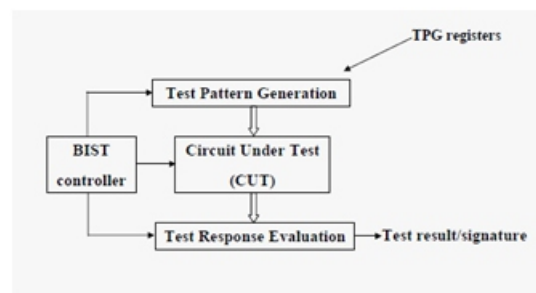 TPG registers
Test Pattern Generation
BIST
controller
Circuit Under Test
(CUT)
Test Response Evaluation
Test result/signature